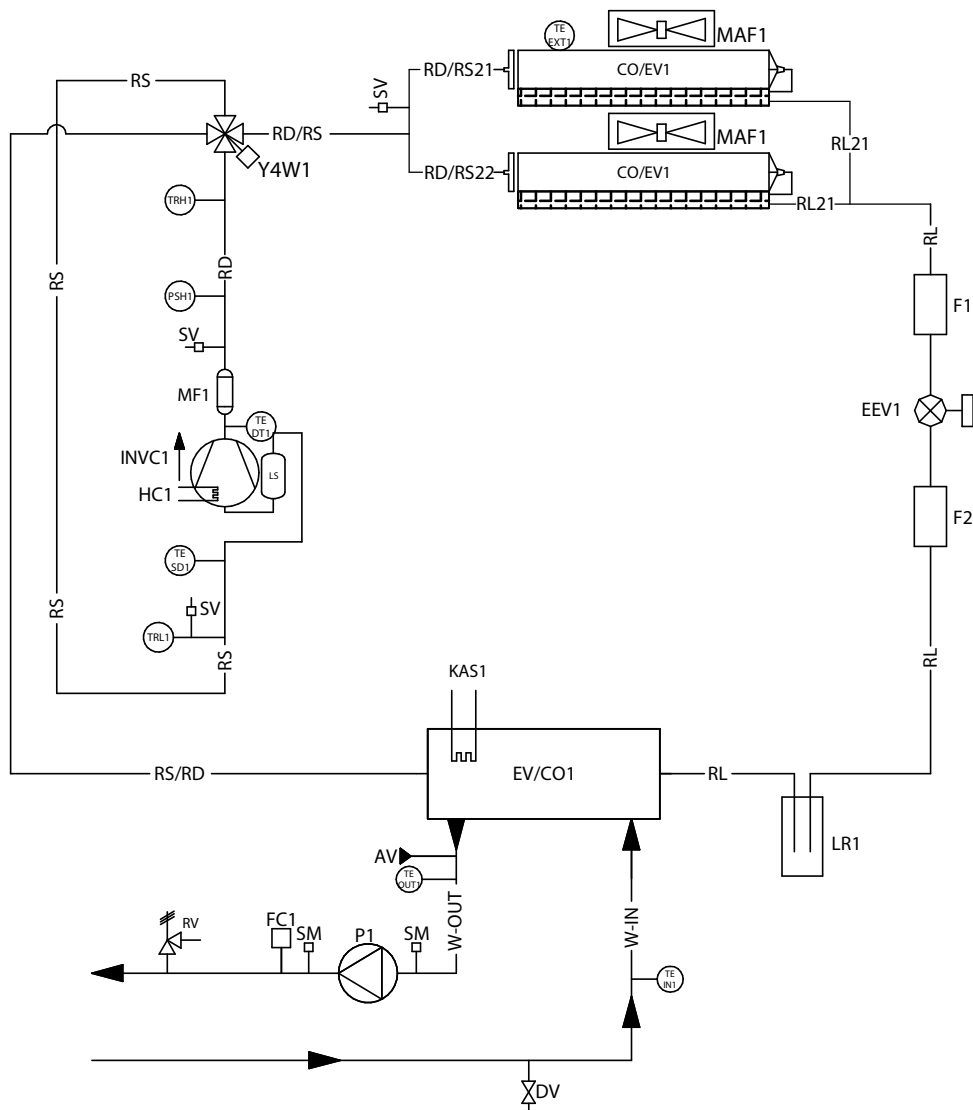 TE
EXT1
MAF1
RS
CO/EV1
SV
RD/RS21
RD/RS
Y4W1
MAF1
RL21
RD/RS22
CO/EV1
RL21
TRH1
RL
RD
RS
PSH1
F1
SV
MF1
EEV1
TE
DT1
INVC1
LS
HC1
F2
TE
SD1
RS
SV
TRL1
RS
RL
KAS1
RS/RD
EV/CO1
RL
LR1
AV
TE
OUT1
W-OUT
W-IN
RV
FC1
SM
P1
SM
TE
IN1
DV